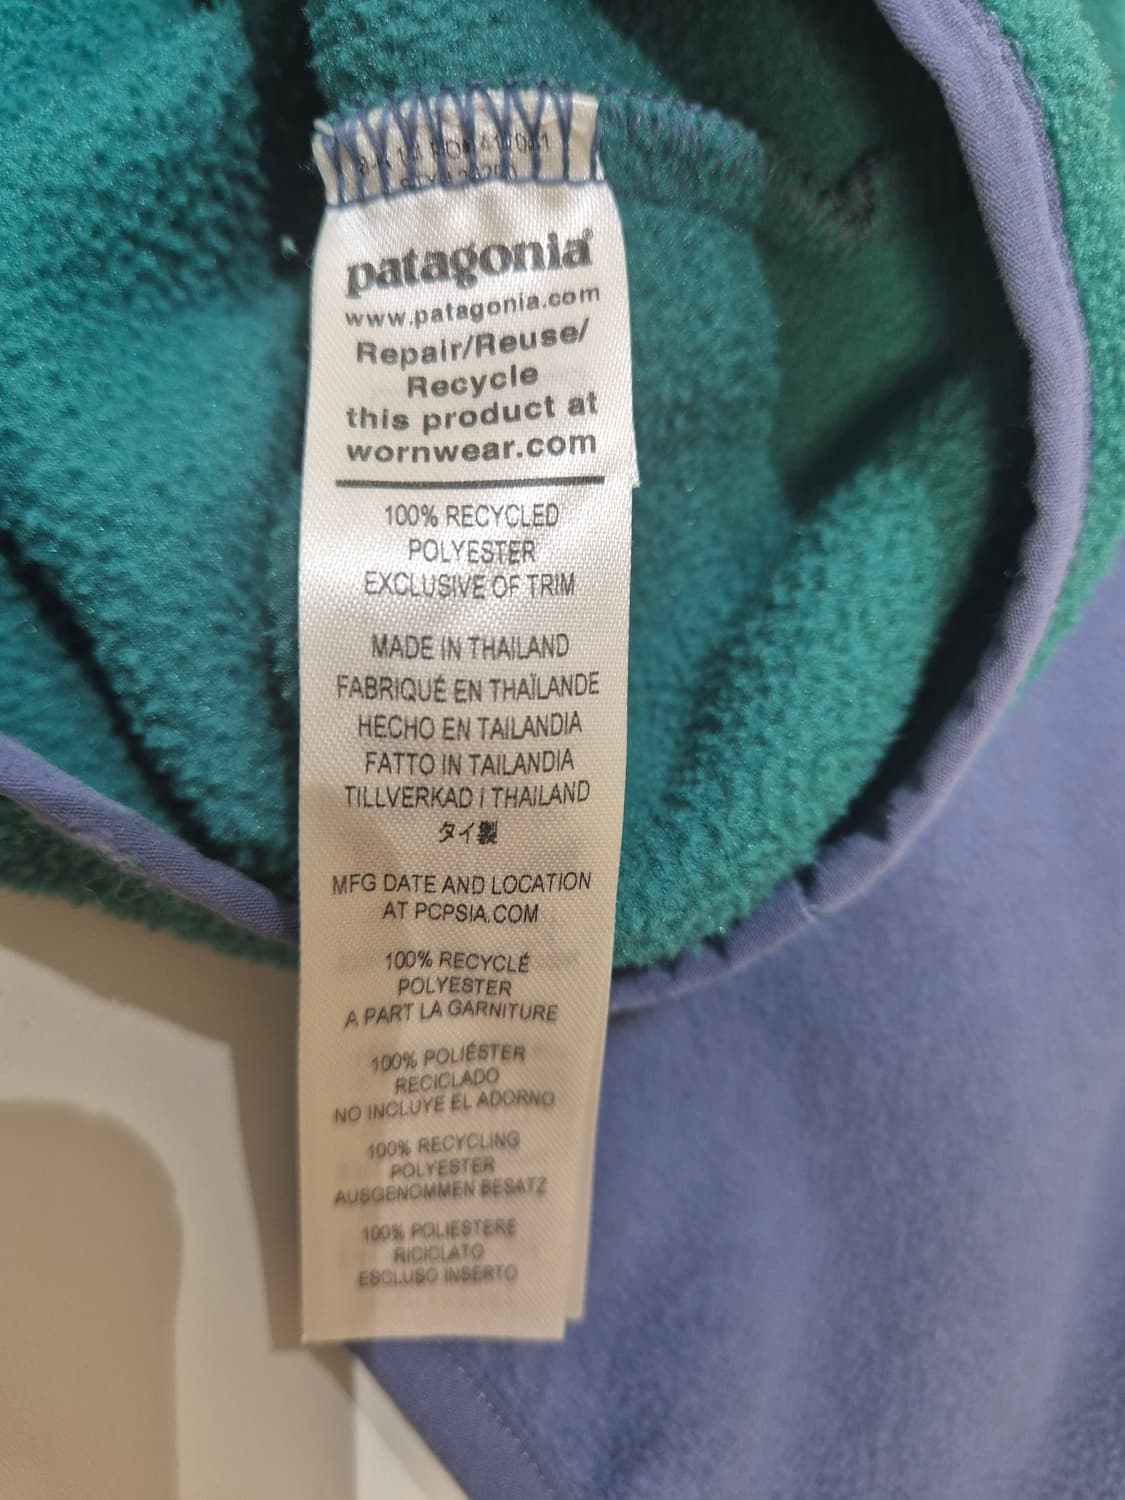 patagonia®
www.patagonia.com
Repair/Reuse/
Recycle
this product at
wornwear.com
100% RECYCLED
POLYESTER
EXCLUSIVE OF TRIM
MADE IN THAILAND
FABRIQUÉ EN THAÏLANDE
HECHO EN TAILANDIA
FATTO IN TAILANDIA
TILLVERKAD I THAILAND
タイ製
MFG DATE AND LOCATION
AT PCPSIA.COM
100% RECYCLÉ
POLYESTER
A PART LA GARNITURE
100% POLIÉSTER
RECICLADO
NO INCLUYE EL ADORNO
100% RECYCLING
POLYESTER
AUSGENOMMEN BESATZ
100% POLIESTERE
RICICLATO
ESCLUSO INSERTO